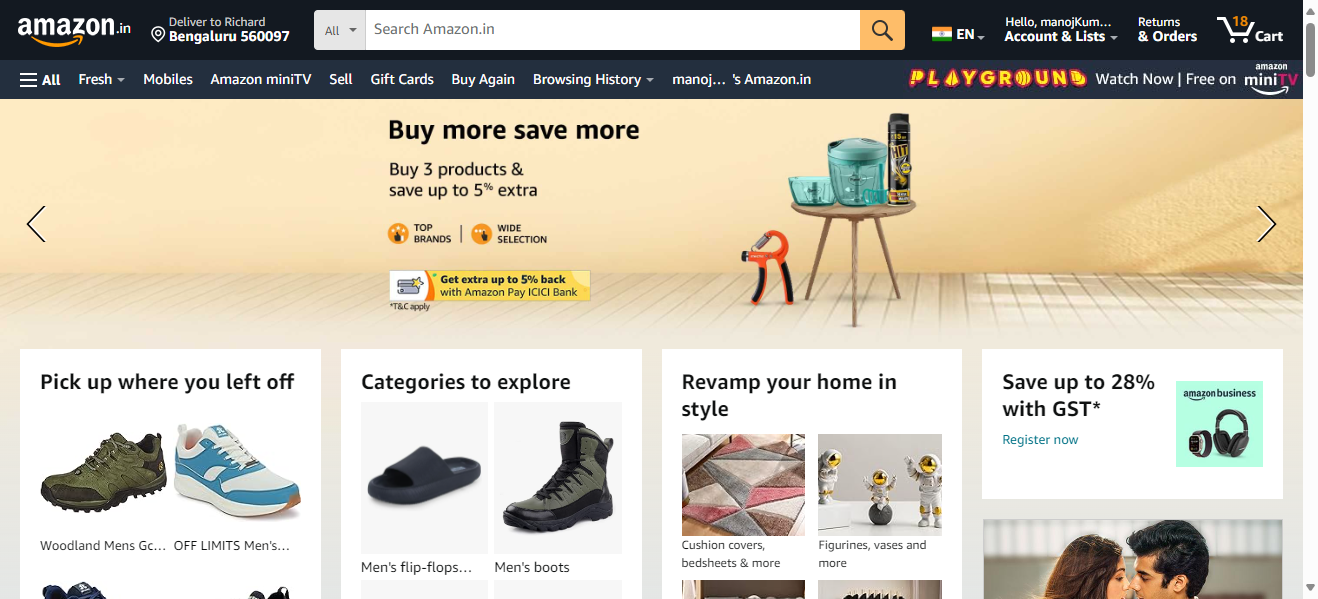 amazon.in
Deliver to Richard
Bengaluru 560097
All
Search Amazon.in
EN
Hello, manojKum...
Account & Lists
Returns
& Orders
18
Cart
All
Fresh
Mobiles
Amazon miniTV
Sell
Gift Cards
Buy Again
Browsing History
manoj... 's Amazon.in
PLAYGROUND
Watch Now | Free on
amazon
miniTV
Buy more save more
Buy 3 products &
save up to 5% extra
TOP
BRANDS
WIDE
SELECTION
Get extra up to 5% back
with Amazon Pay ICICI Bank
*T&C apply
HIT
Pick up where you left off
Categories to explore
Revamp your home in
style
Save up to 28%
with GST*
Register now
amazon business
Woodland Mens Gc...
OFF LIMITS Men's...
Men's flip-flops...
Men's boots
Cushion covers,
bedsheets & more
Figurines, vases and
more